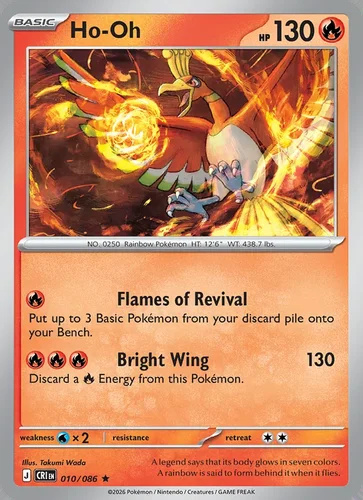 BASIC
Ho-Oh
HP 130
NO. 0250 Rainbow Pokémon HT: 12'6" WT: 438.7 lbs.
Flames of Revival
Put up to 3 Basic Pokémon from your discard pile onto
your Bench.
Bright Wing 130
Discard a Energy from this Pokémon.
weakness ×2 resistance retreat
Illus. Takumi Wada
J CRI EN 010/086 ★
©2026 Pokémon / Nintendo / Creatures / GAME FREAK
A legend says that its body glows in seven colors.
A rainbow is said to form behind it when it flies.